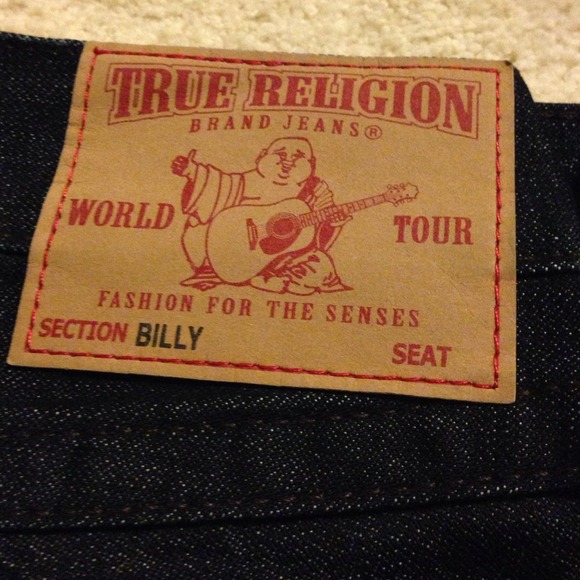 TRUE RELIGION
BRAND JEANS®
WORLD TOUR
FASHION FOR THE SENSES
SECTION BILLY SEAT